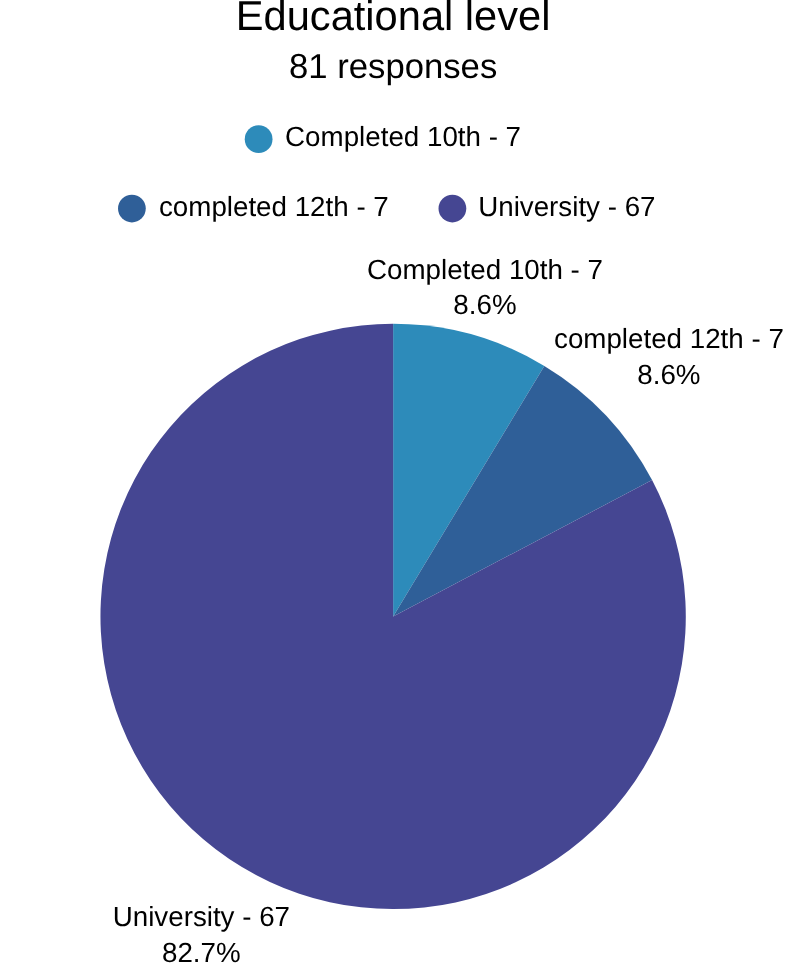 Educational level
81 responses
Completed 10th - 7
completed 12th - 7
University - 67
Completed 10th - 7
8.6%
completed 12th - 7
8.6%
University - 67
82.7%